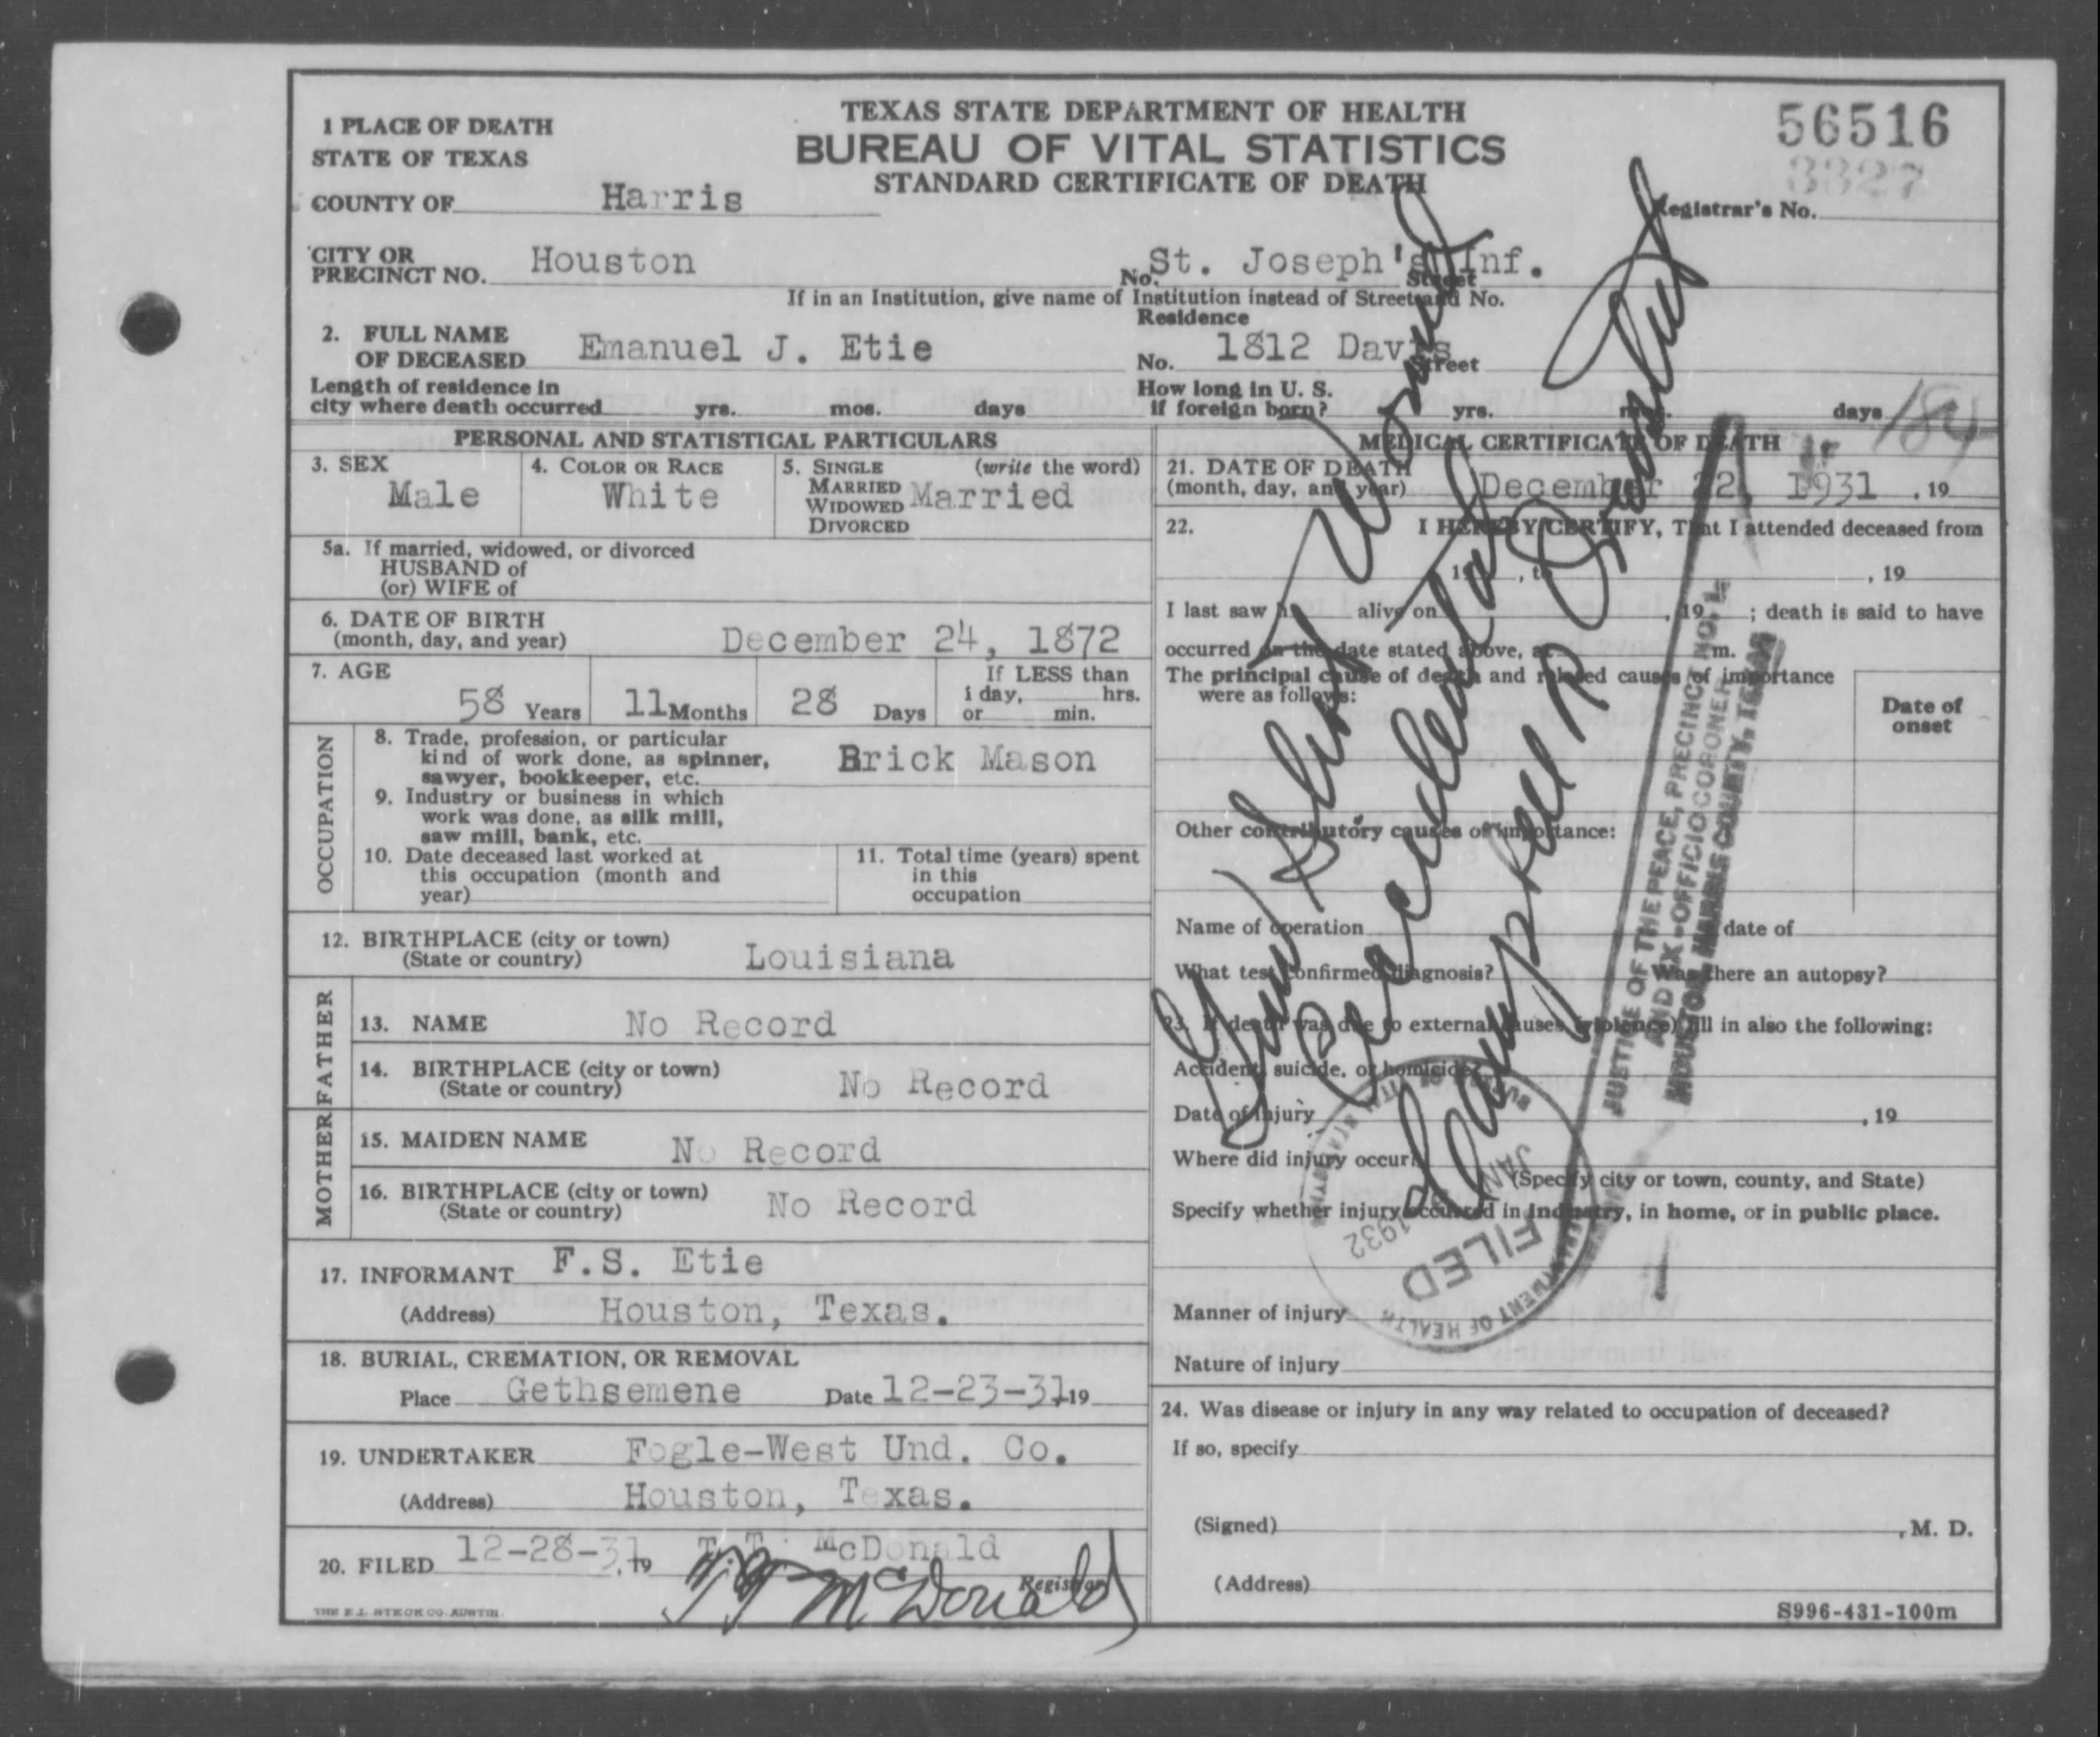 TEXAS STATE DEPARTMENT OF HEALTH
BUREAU OF VITAL STATISTICS
STANDARD CERTIFICATE OF DEATH
56516
3327
Registrar's No.
1 PLACE OF DEATH
STATE OF TEXAS
COUNTY OF Harris
CITY OR
PRECINCT NO. Houston No. St. Joseph's Inf. Street
If in an Institution, give name of Institution instead of Street and No.
Residence
2. FULL NAME
OF DECEASED Emanuel J. Etie No. 1812 Davis Street
Length of residence in How long in U. S.
city where death occurred yrs. mos. days if foreign born? yrs. mos. days
184
PERSONAL AND STATISTICAL PARTICULARS
3. SEX
Male
4. COLOR OR RACE
White
5. SINGLE (write the word)
MARRIED
WIDOWED Married
DIVORCED
5a. If married, widowed, or divorced
HUSBAND of
(or) WIFE of
6. DATE OF BIRTH
(month, day, and year) December 24, 1872
7. AGE
58 Years 11 Months 28 Days
If LESS than
1 day, hrs.
or min.
OCCUPATION
8. Trade, profession, or particular
kind of work done, as spinner, Brick Mason
sawyer, bookkeeper, etc.
9. Industry or business in which
work was done, as silk mill,
saw mill, bank, etc.
10. Date deceased last worked at
this occupation (month and
year)
11. Total time (years) spent
in this
occupation
12. BIRTHPLACE (city or town)
(State or country) Louisiana
FATHER
13. NAME No Record
14. BIRTHPLACE (city or town)
(State or country) No Record
MOTHER
15. MAIDEN NAME No Record
16. BIRTHPLACE (city or town) No Record
(State or country)
17. INFORMANT F.S. Etie
(Address) Houston, Texas.
18. BURIAL, CREMATION, OR REMOVAL
Place Gethsemene Date 12-23-31 19
19. UNDERTAKER Fogle-West Und. Co.
(Address) Houston, Texas.
20. FILED 12-28-31, 19 T. T. McDonald
T T McDonald
Registrar
THE E.L. STECK CO. AUSTIN
MEDICAL CERTIFICATE OF DEATH
21. DATE OF DEATH
(month, day, and year) December 22, 1931 , 19
22. I HEREBY CERTIFY, That I attended deceased from
, 19 , to , 19
I last saw h alive on , 19 ; death is said to have
occurred on the date stated above, at m.
The principal cause of death and related causes of importance
were as follows:
Date of
onset
Other contributory causes of importance:
Name of operation date of
What test confirmed diagnosis? Was there an autopsy?
23. If death was due to external causes (violence) fill in also the following:
Accident, suicide, or homicide?
Date of injury , 19
Where did injury occur?
(Specify city or town, county, and State)
Specify whether injury occurred in industry, in home, or in public place.
Manner of injury
Nature of injury
24. Was disease or injury in any way related to occupation of deceased?
If so, specify
(Signed) , M. D.
(Address)
S996-431-100m
Gun Shot Wound
Accidental
Campbell R Overstreet
JUSTICE OF THE PEACE, PRECINCT NO. 1,
AND EX-OFFICIO CORONER
HOUSTON, HARRIS COUNTY, TEXAS
DEPARTMENT OF HEALTH
FILED
JAN 1932